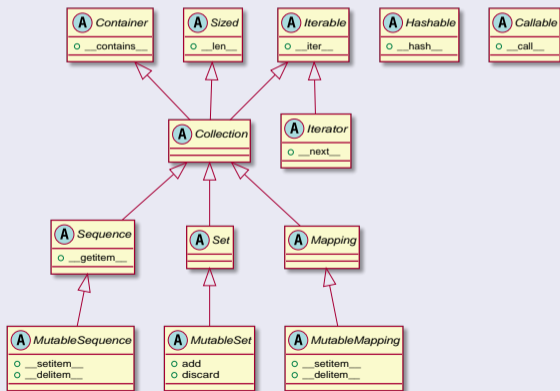 A Container
__contains__
A Sized
__len__
A Iterable
__iter__
A Hashable
__hash__
A Callable
__call__
A Collection
A Iterator
__next__
A Sequence
__getitem__
A Set
A Mapping
A MutableSequence
__setitem__
__delitem__
A MutableSet
add
discard
A MutableMapping
__setitem__
__delitem__